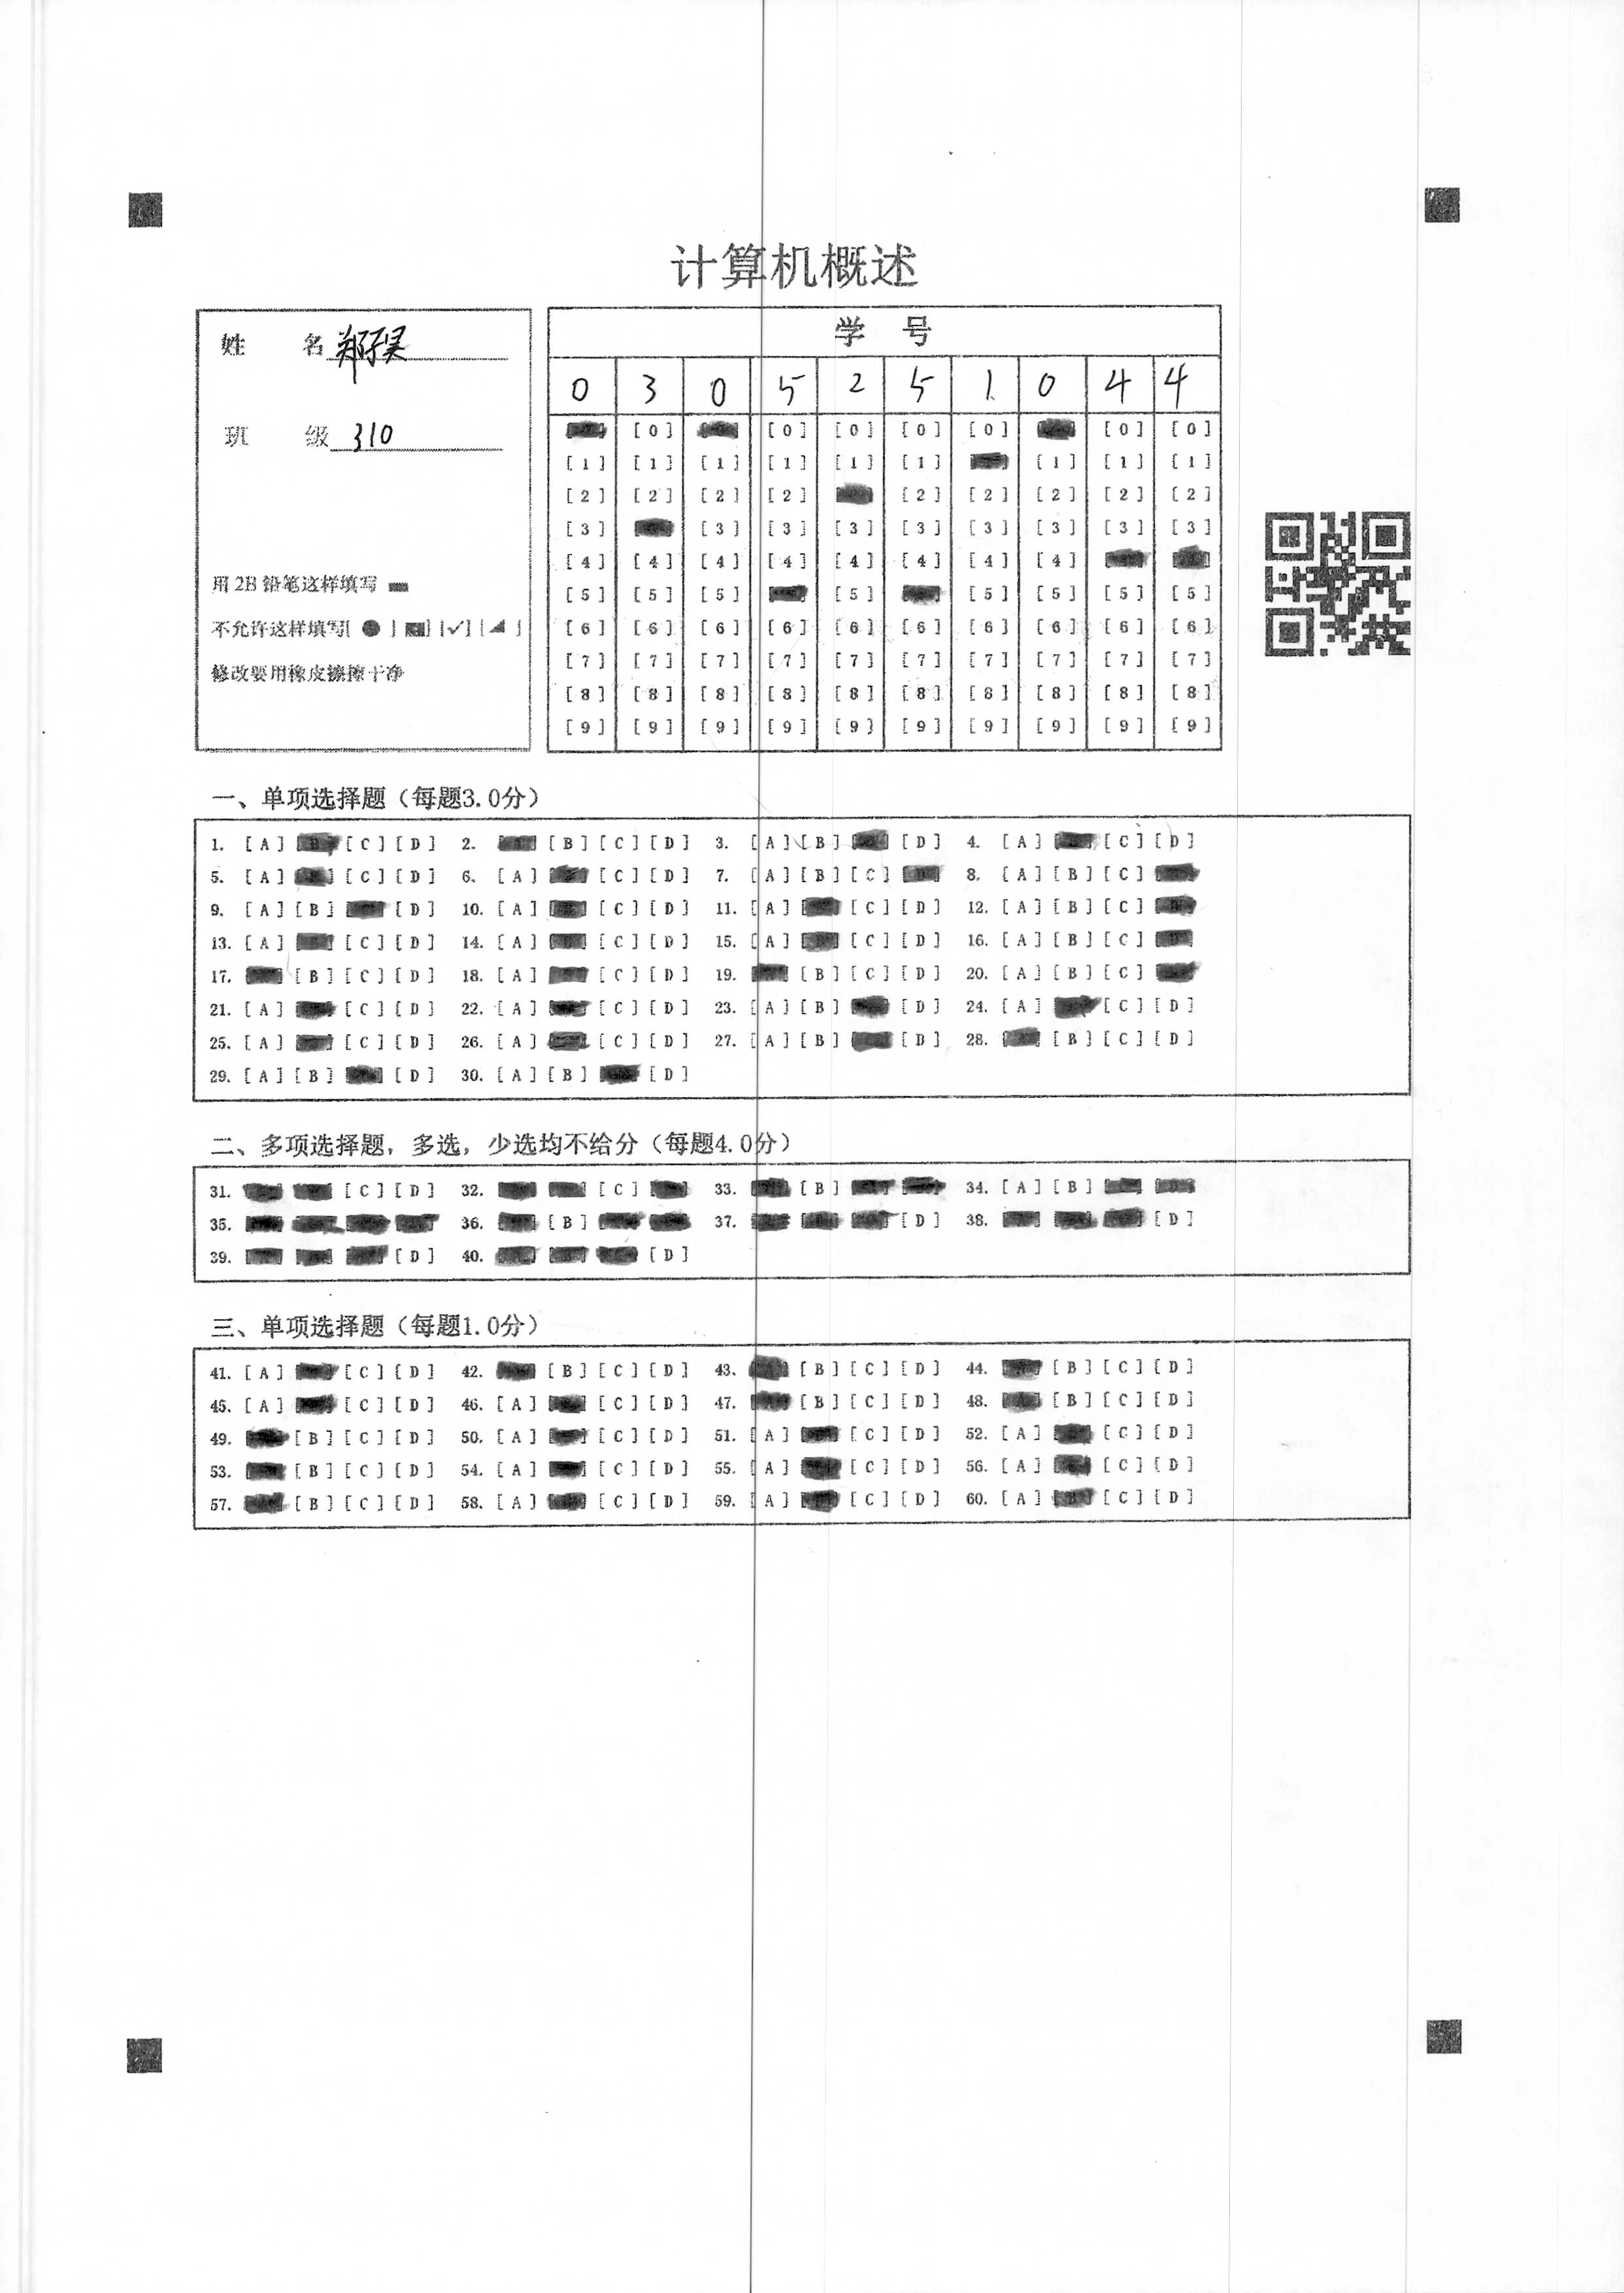 计算机概述
姓 名 郑子昊
班 级 310
用2B铅笔这样填写
不允许这样填写[ ● ] [ ] [✓] [ ]
修改要用橡皮擦擦干净
学 号
0 3 0 5 2 5 1 0 4 4
[0] [0] [0] [0] [0] [0] [0]
[1] [1] [1] [1] [1] [1] [1] [1] [1]
[2] [2] [2] [2] [2] [2] [2] [2] [2]
[3] [3] [3] [3] [3] [3] [3] [3] [3]
[4] [4] [4] [4] [4] [4] [4] [4]
[5] [5] [5] [5] [5] [5] [5] [5]
[6] [6] [6] [6] [6] [6] [6] [6] [6] [6]
[7] [7] [7] [7] [7] [7] [7] [7] [7] [7]
[8] [8] [8] [8] [8] [8] [8] [8] [8] [8]
[9] [9] [9] [9] [9] [9] [9] [9] [9] [9]
一、单项选择题（每题3.0分）
1. [A] [C] [D] 2. [B] [C] [D] 3. [A] [B] [D] 4. [A] [C] [D]
5. [A] [C] [D] 6. [A] [C] [D] 7. [A] [B] [C] 8. [A] [B] [C]
9. [A] [B] [D] 10. [A] [C] [D] 11. [A] [C] [D] 12. [A] [B] [C]
13. [A] [C] [D] 14. [A] [C] [D] 15. [A] [C] [D] 16. [A] [B] [C]
17. [B] [C] [D] 18. [A] [C] [D] 19. [B] [C] [D] 20. [A] [B] [C]
21. [A] [C] [D] 22. [A] [C] [D] 23. [A] [B] [D] 24. [A] [C] [D]
25. [A] [C] [D] 26. [A] [C] [D] 27. [A] [B] [D] 28. [B] [C] [D]
29. [A] [B] [D] 30. [A] [B] [D]
二、多项选择题，多选，少选均不给分（每题4.0分）
31. [C] [D] 32. [C] 33. [B] 34. [A] [B]
35. 36. [B] 37. [D] 38. [D]
39. [D] 40. [D]
三、单项选择题（每题1.0分）
41. [A] [C] [D] 42. [B] [C] [D] 43. [B] [C] [D] 44. [B] [C] [D]
45. [A] [C] [D] 46. [A] [C] [D] 47. [B] [C] [D] 48. [B] [C] [D]
49. [B] [C] [D] 50. [A] [C] [D] 51. [A] [C] [D] 52. [A] [C] [D]
53. [B] [C] [D] 54. [A] [C] [D] 55. [A] [C] [D] 56. [A] [C] [D]
57. [B] [C] [D] 58. [A] [C] [D] 59. [A] [C] [D] 60. [A] [C] [D]